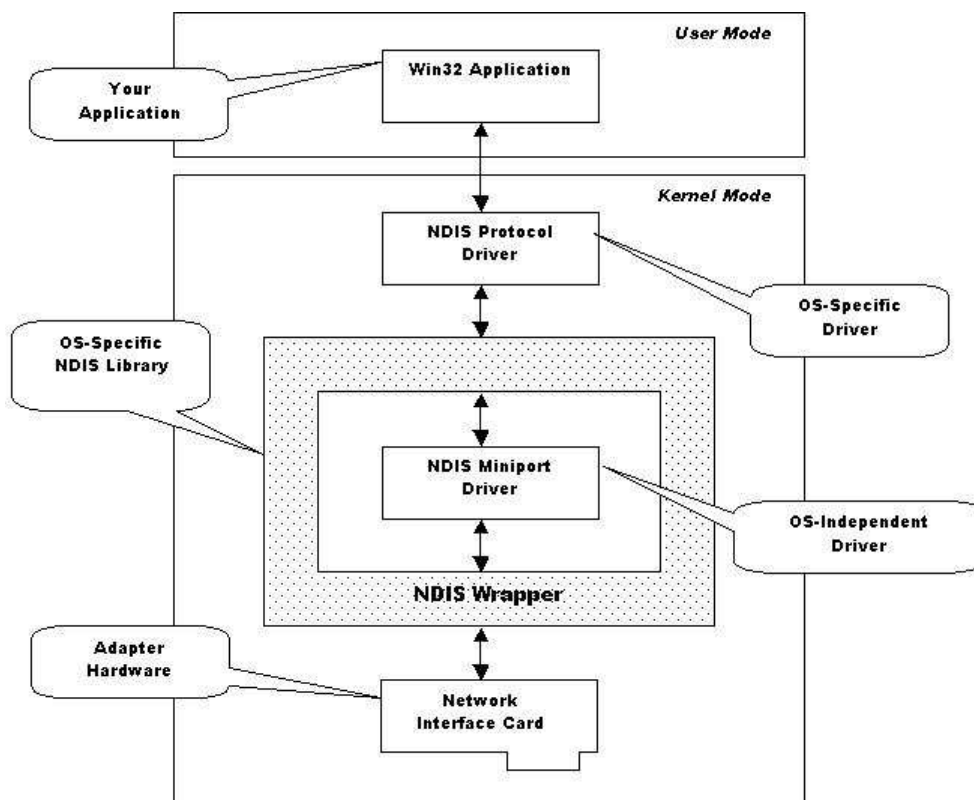 User Mode
Win32 Application
Your
Application
Kernel Mode
NDIS Protocol
Driver
OS-Specific
Driver
OS-Specific
NDIS Library
NDIS Miniport
Driver
OS-Independent
Driver
NDIS Wrapper
Adapter
Hardware
Network
Interface Card